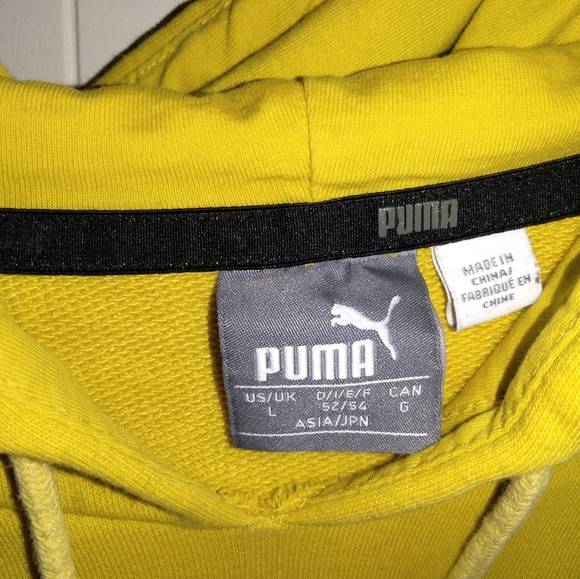 PUMA
MADE IN
CHINA/
FABRIQUÉ EN
CHINE
PUMA
US/UK D/I/E/F CAN
L 52/54 G
ASIA/JPN